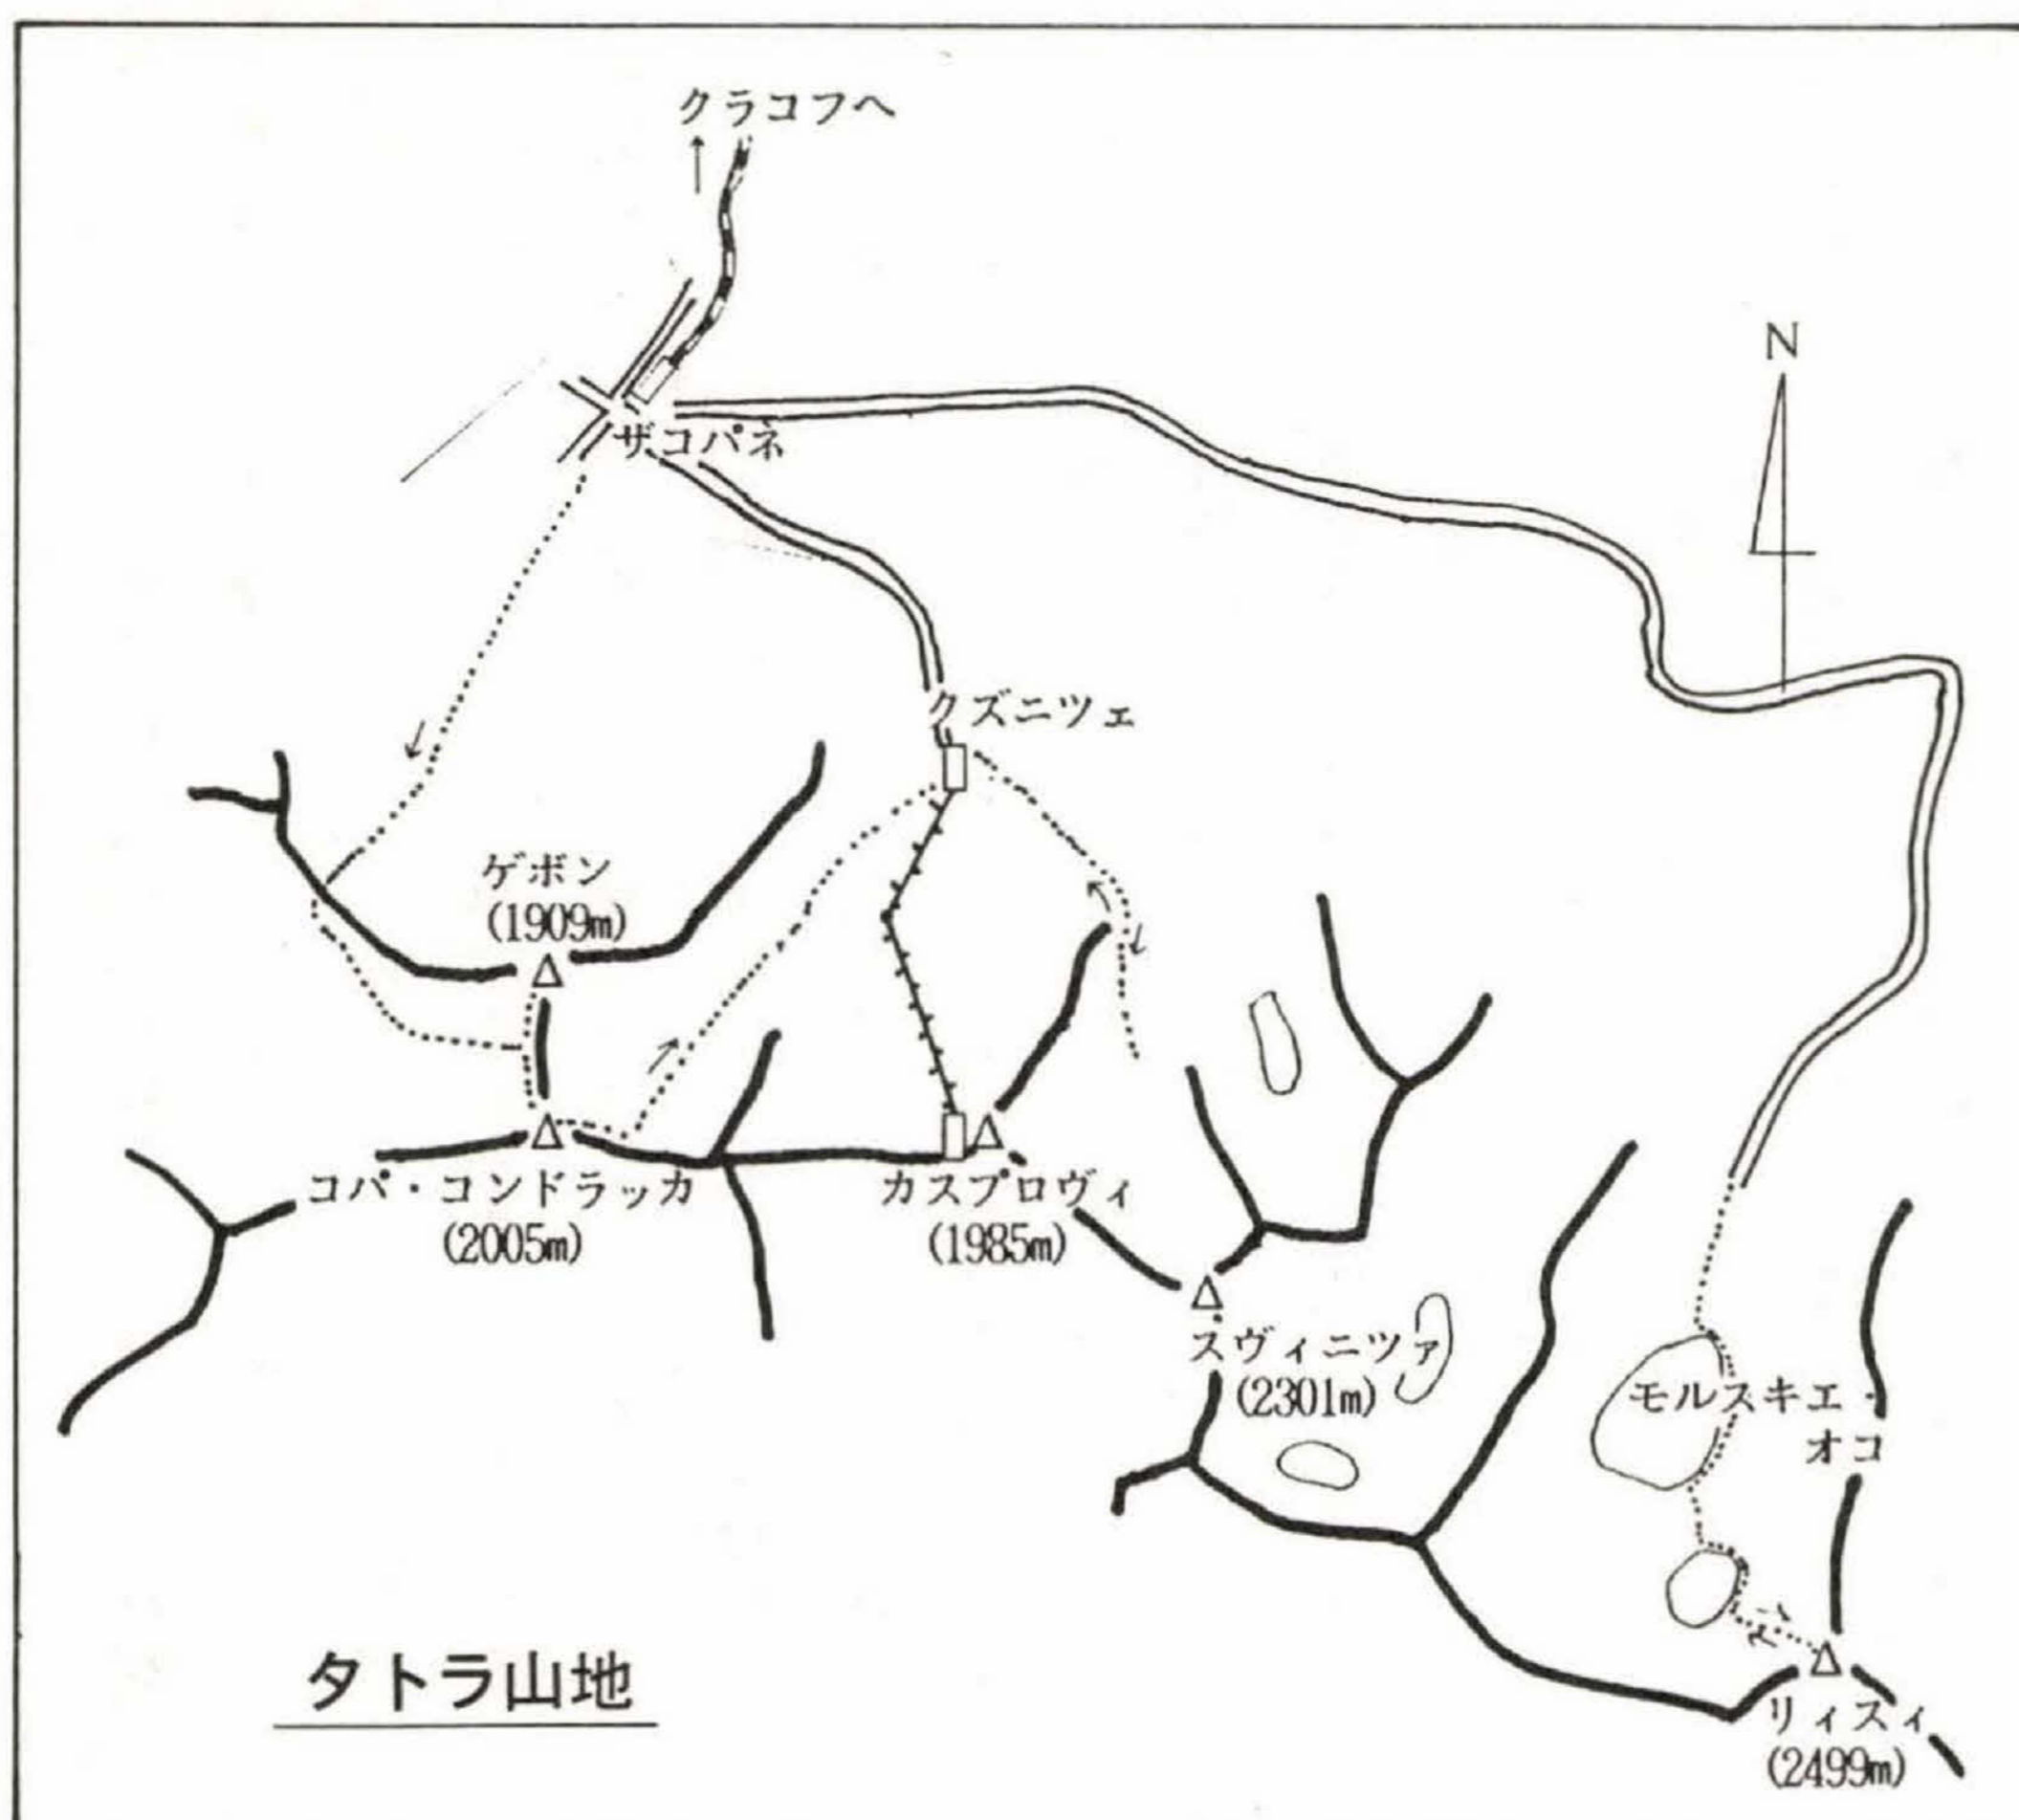 クラコフへ
N
ザコパネ
クズニツェ
ゲボン
(1909m)
コパ・コンドラッカ
(2005m)
カスプロヴィ
(1985m)
スヴィニツァ
(2301m)
モルスキエ・
オコ
リィスィ
(2499m)
タトラ山地